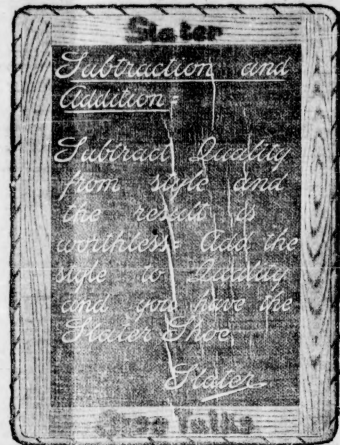 Slater
Subtraction and
Addition =
Subtract Quality
from style and
the result is
worthless= Add the
style to Quality
and you have the
Slater Shoe.
Slater
Shoe Talks